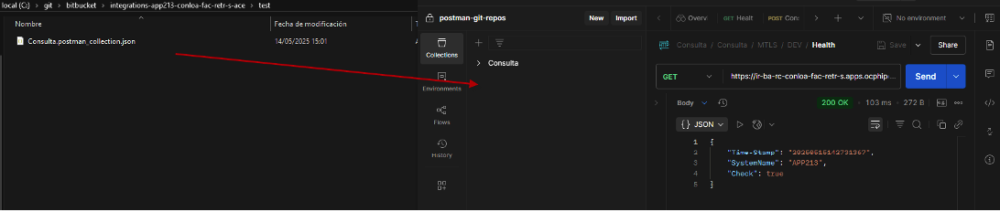 local (C:) > git > bitbucket > integrations-app213-conloa-fac-retr-s-ace > test
Name
Fecha de modificación
Consulta.postman_collection.json
14/05/2025 15:01
postman-git-repos
New
Import
Collections
Environments
Flows
History
Consulta
Overv
GET Healt
POST Cons
No environment
Consulta / Consulta / MTLS / DEV / Health
Save
Share
GET
https://ir-ba-rc-conloa-fac-retr-s.apps.ocphip-...
Send
Body
200 OK • 103 ms • 272 B
{} JSON
1 {
2 "Time-Stamp": "20250515142731367",
3 "SystemName": "APP213",
4 "Check": true
5 }